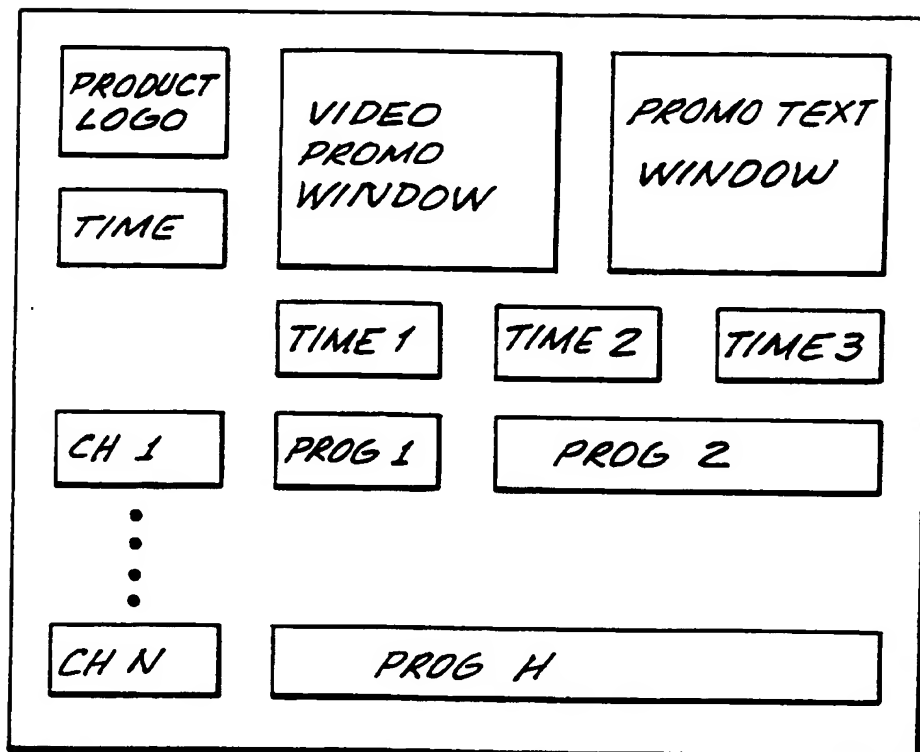 PRODUCT
LOGO
VIDEO
PROMO
WINDOW
PROMO TEXT
WINDOW
TIME
TIME 1
TIME 2
TIME 3
CH 1
PROG 1
PROG 2
CH N
PROG H